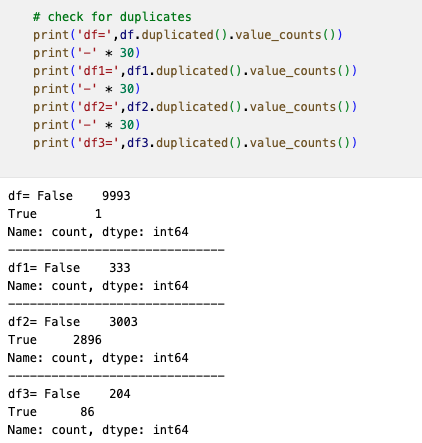 # check for duplicates
print('df=',df.duplicated().value_counts())
print('-' * 30)
print('df1=',df1.duplicated().value_counts())
print('-' * 30)
print('df2=',df2.duplicated().value_counts())
print('-' * 30)
print('df3=',df3.duplicated().value_counts())
df= False    9993
True        1
Name: count, dtype: int64
------------------------------
df1= False    333
Name: count, dtype: int64
------------------------------
df2= False    3003
True     2896
Name: count, dtype: int64
------------------------------
df3= False    204
True      86
Name: count, dtype: int64